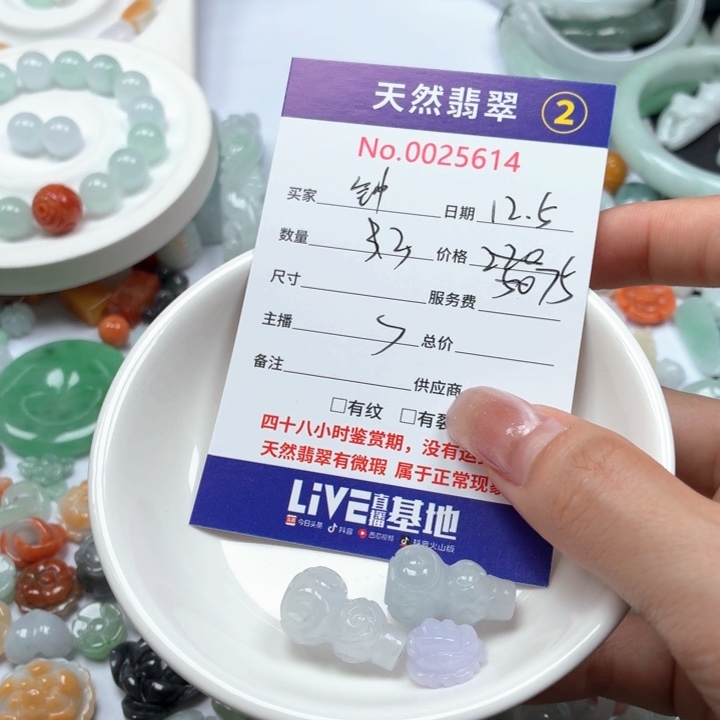 天然翡翠 ②
No.0025614
买家 钟 日期 12.5
数量 价格 220
尺寸 服务费 5075
主播 总价
备注 供应商
□有纹 □有裂
四十八小时鉴赏期，没有
天然翡翠有微瑕 属于正常现象
LiVE直播基地
今日头条 抖音 西瓜视频 抖音火山版